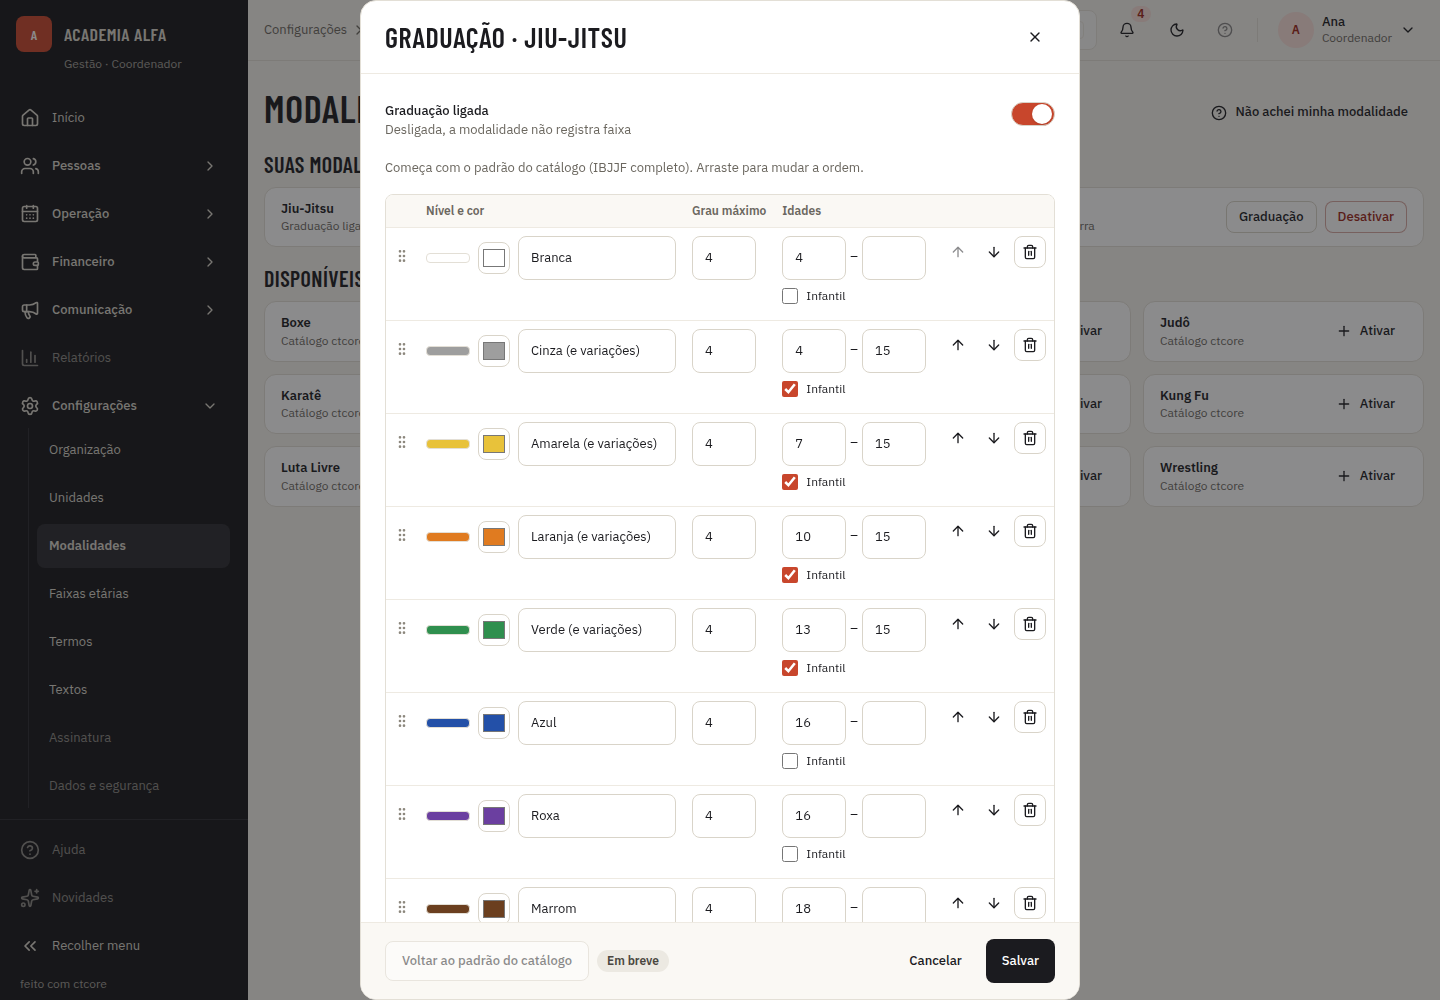 A
ACADEMIA ALFA
Gestão · Coordenador
Início
Pessoas
Operação
Financeiro
Comunicação
Relatórios
Configurações
Organização
Unidades
Modalidades
Faixas etárias
Termos
Textos
Assinatura
Dados e segurança
Ajuda
Novidades
Recolher menu
feito com ctcore
Configurações
4
A
Ana
Coordenador
Não achei minha modalidade
SUAS
Jiu-Jitsu
Graduação
Desativar
DISPONÍVEIS
Boxe
Catálogo
Judô
Catálogo ctcore
Ativar
Karatê
Catálogo
Kung Fu
Catálogo ctcore
Ativar
Luta Livre
Catálogo
Wrestling
Catálogo ctcore
Ativar
GRADUAÇÃO · JIU-JITSU
Graduação ligada
Desligada, a modalidade não registra faixa
Começa com o padrão do catálogo (IBJJF completo). Arraste para mudar a ordem.
Nível e cor Grau máximo Idades
Branca 4 4 –
Infantil
Cinza (e variações) 4 4 – 15
Infantil
Amarela (e variações) 4 7 – 15
Infantil
Laranja (e variações) 4 10 – 15
Infantil
Verde (e variações) 4 13 – 15
Infantil
Azul 4 16 –
Infantil
Roxa 4 16 –
Infantil
Marrom 4 18 –
Voltar ao padrão do catálogo Em breve Cancelar Salvar